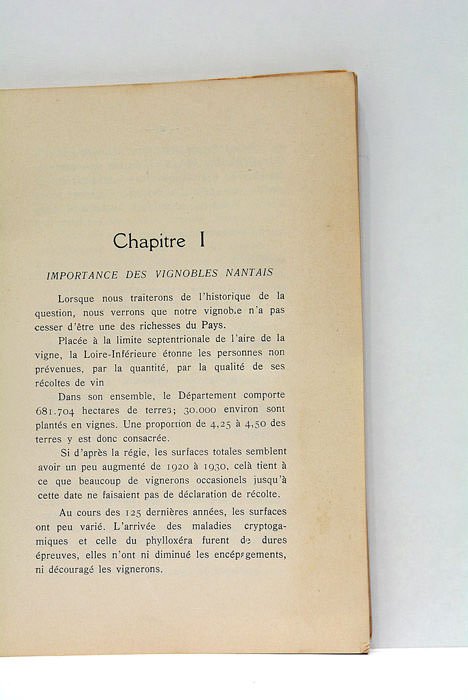 Chapitre I
IMPORTANCE DES VIGNOBLES NANTAIS
Lorsque nous traiterons de l'historique de la
question, nous verrons que notre vignob.e n'a pas
cesser d'être une des richesses du Pays.
Placée à la limite septentrionale de l'aire de la
vigne, la Loire-Inférieure étonne les personnes non
prévenues, par la quantité, par la qualité de ses
récoltes de vin
Dans son ensemble, le Département comporte
681.704 hectares de terres; 30.000 environ sont
plantés en vignes. Une proportion de 4,25 à 4,50 des
terres y est donc consacrée.
Si d'après la régie, les surfaces totales semblent
avoir un peu augmenté de 1920 à 1930, celà tient à
ce que beaucoup de vignerons occasionels jusqu'à
cette date ne faisaient pas de déclaration de récolte.
Au cours des 125 dernières années, les surfaces
ont peu varié. L'arrivée des maladies cryptoga-
miques et celle du phylloxéra furent de dures
épreuves, elles n'ont ni diminué les encépagements,
ni découragé les vignerons.